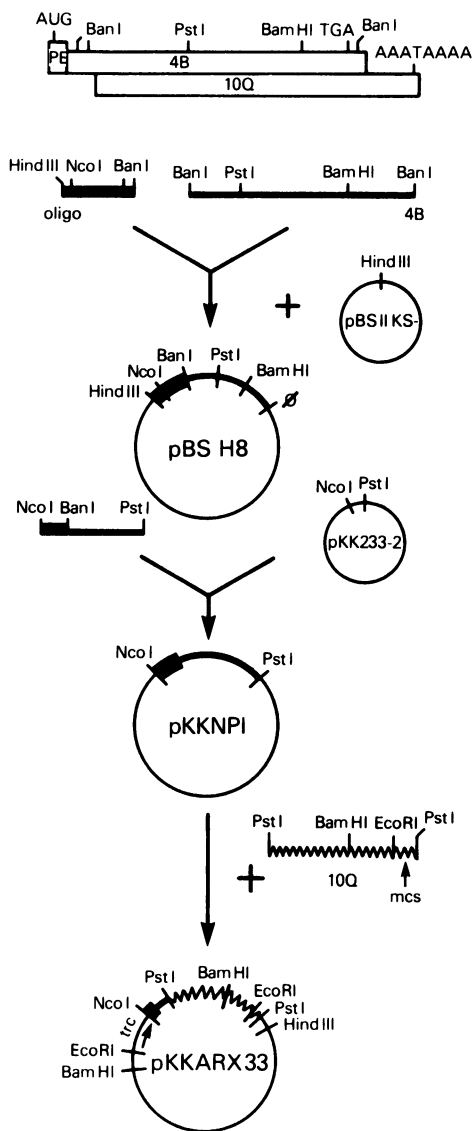 AUG
Ban I
Pst I
Bam HI
TGA
Ban I
AAATAAAA
PE
4B
10Q
Hind III
Nco I
Ban I
oligo
Ban I
Pst I
Bam HI
Ban I
4B
+
Hind III
pBS II KS-
Hind III
Nco I
Ban I
Pst I
Bam HI
Ø
pBS H8
Nco I
Ban I
Pst I
Nco I
Pst I
pKK233-2
Nco I
Pst I
pKKNPI
+
Pst I
Bam HI
EcoRI
Pst I
10Q
mcs
trc
Nco I
Pst I
Bam HI
EcoRI
Pst I
Hind III
EcoRI
Bam HI
pKKARX33